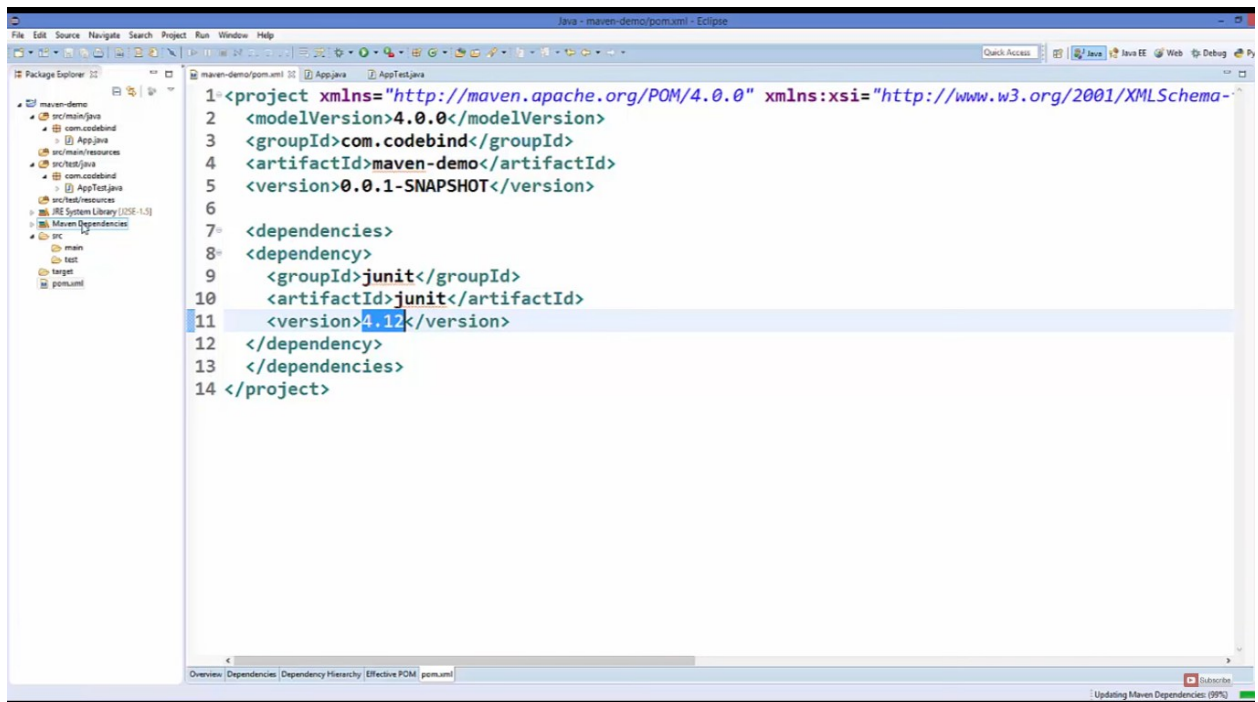 Java - maven-demo/pom.xml - Eclipse
File Edit Source Navigate Search Project Run Window Help
Quick Access Java Java EE Web Debug Py
Package Explorer
maven-demo/pom.xml App.java AppTest.java
maven-demo
src/main/java
com.codebind
App.java
src/main/resources
src/test/java
com.codebind
AppTest.java
src/test/resources
JRE System Library [J2SE-1.5]
Maven Dependencies
src
main
test
target
pom.xml
1 <project xmlns="http://maven.apache.org/POM/4.0.0" xmlns:xsi="http://www.w3.org/2001/XMLSchema-
2 <modelVersion>4.0.0</modelVersion>
3 <groupId>com.codebind</groupId>
4 <artifactId>maven-demo</artifactId>
5 <version>0.0.1-SNAPSHOT</version>
6
7 <dependencies>
8 <dependency>
9 <groupId>junit</groupId>
10 <artifactId>junit</artifactId>
11 <version>4.12</version>
12 </dependency>
13 </dependencies>
14 </project>
Overview Dependencies Dependency Hierarchy Effective POM pom.xml
Subscribe
Updating Maven Dependencies: (99%)